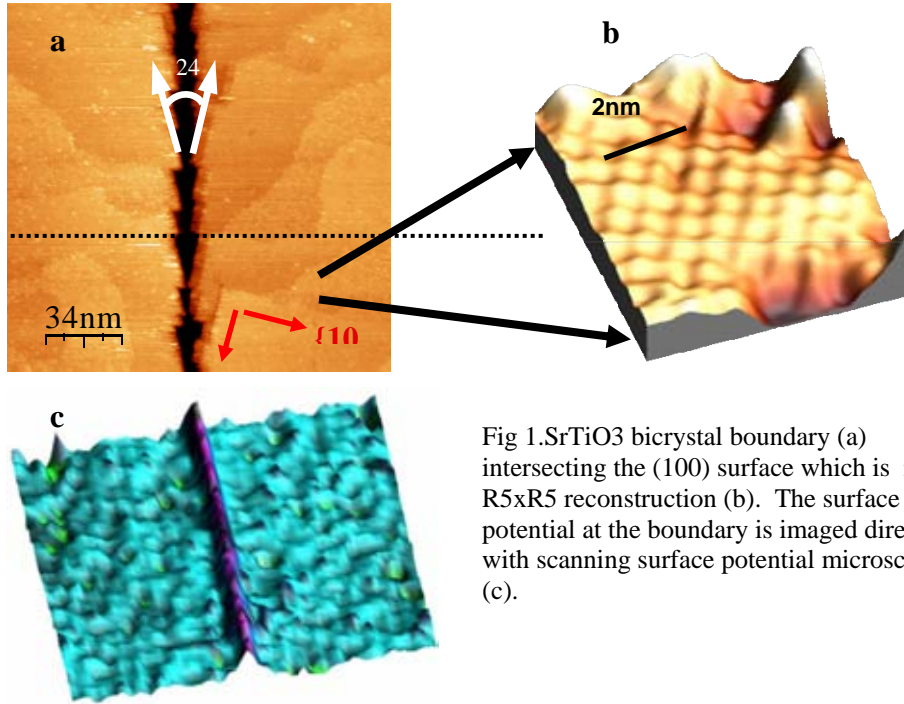 a
24
34nm
{10
b
2nm
c
Fig 1.SrTiO3 bicrystal boundary (a)
intersecting the (100) surface which is
R5xR5 reconstruction (b). The surface
potential at the boundary is imaged dire
with scanning surface potential microsc
(c).